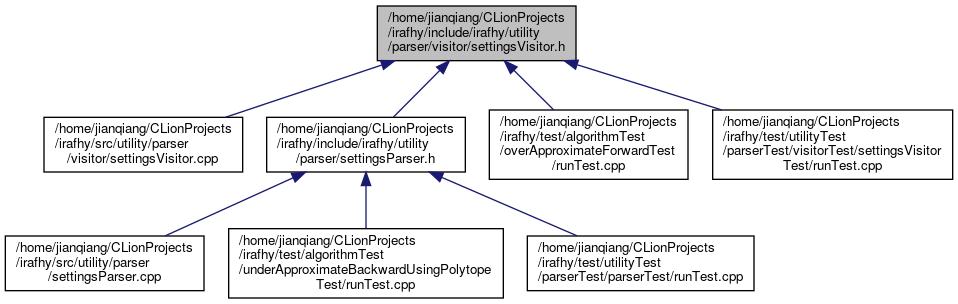 /home/jianqiang/CLionProjects
/irafhy/include/irafhy/utility
/parser/visitor/settingsVisitor.h
/home/jianqiang/CLionProjects
/irafhy/src/utility/parser
/visitor/settingsVisitor.cpp
/home/jianqiang/CLionProjects
/irafhy/include/irafhy/utility
/parser/settingsParser.h
/home/jianqiang/CLionProjects
/irafhy/test/algorithmTest
/overApproximateForwardTest
/runTest.cpp
/home/jianqiang/CLionProjects
/irafhy/test/utilityTest
/parserTest/visitorTest/settingsVisitor
Test/runTest.cpp
/home/jianqiang/CLionProjects
/irafhy/src/utility/parser
/settingsParser.cpp
/home/jianqiang/CLionProjects
/irafhy/test/algorithmTest
/underApproximateBackwardUsingPolytope
Test/runTest.cpp
/home/jianqiang/CLionProjects
/irafhy/test/utilityTest
/parserTest/parserTest/runTest.cpp